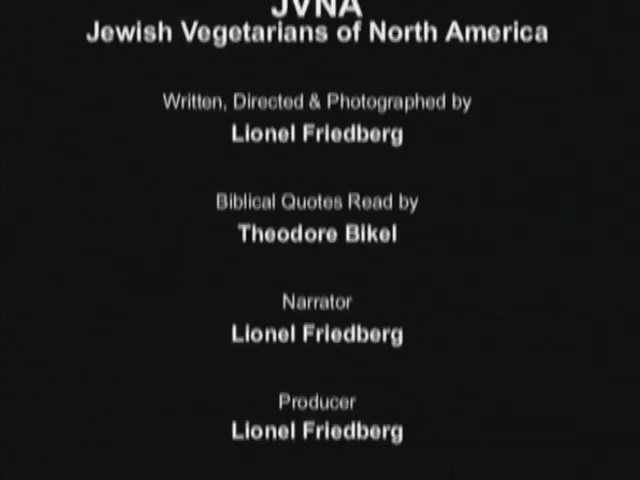 JVNA
Jewish Vegetarians of North America
Written, Directed & Photographed by
Lionel Friedberg
Biblical Quotes Read by
Theodore Bikel
Narrator
Lionel Friedberg
Producer
Lionel Friedberg